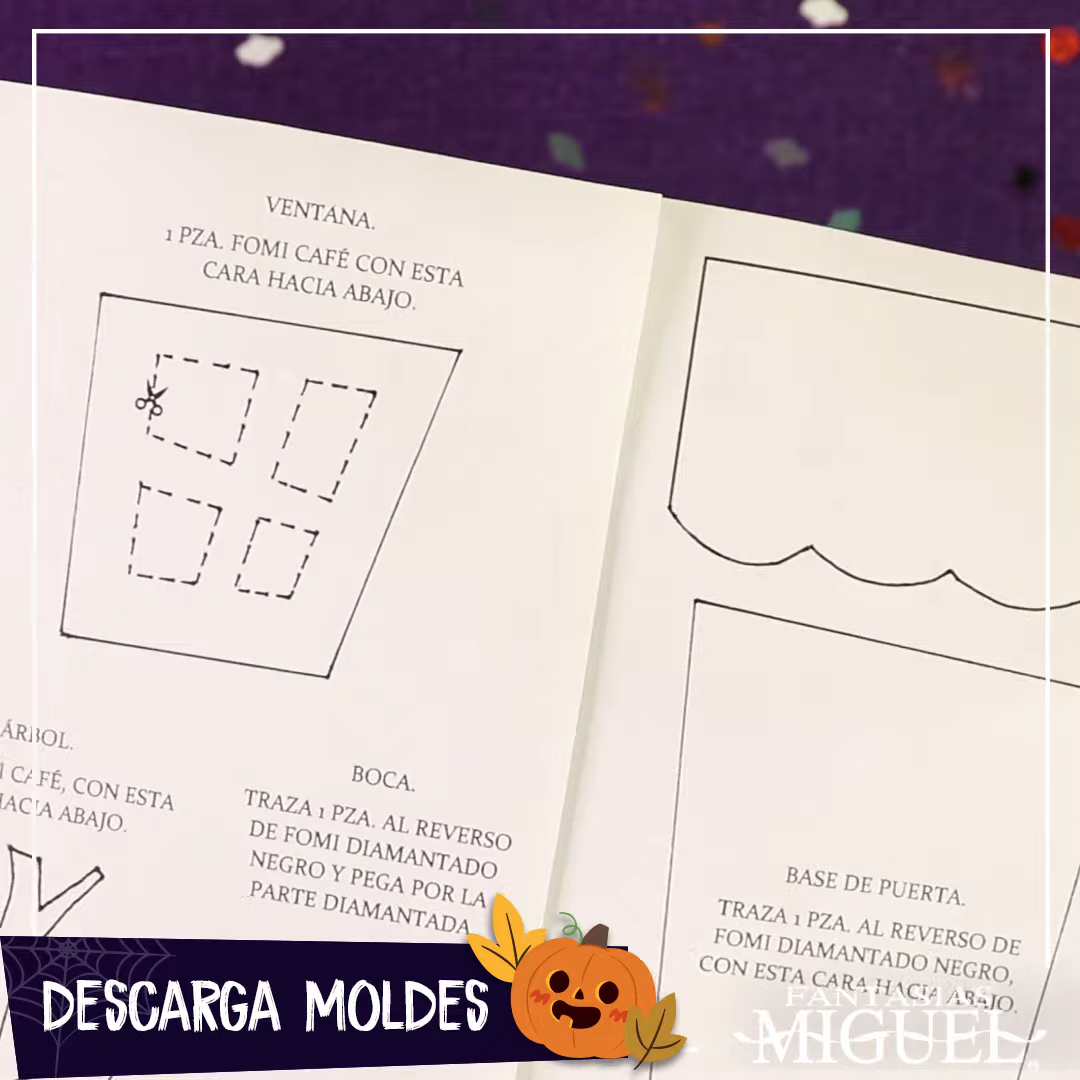 VENTANA.
1 PZA. FOMI CAFÉ CON ESTA
CARA HACIA ABAJO.
ÁRBOL.
CAFÉ, CON ESTA
HACIA ABAJO.
BOCA.
TRAZA 1 PZA. AL REVERSO
DE FOMI DIAMANTADO
NEGRO Y PEGA POR LA
PARTE DIAMANTADA
BASE DE PUERTA.
TRAZA 1 PZA. AL REVERSO DE
FOMI DIAMANTADO NEGRO,
CON ESTA CARA HACIA ABAJO.
DESCARGA MOLDES
FANTASIAS
MIGUEL